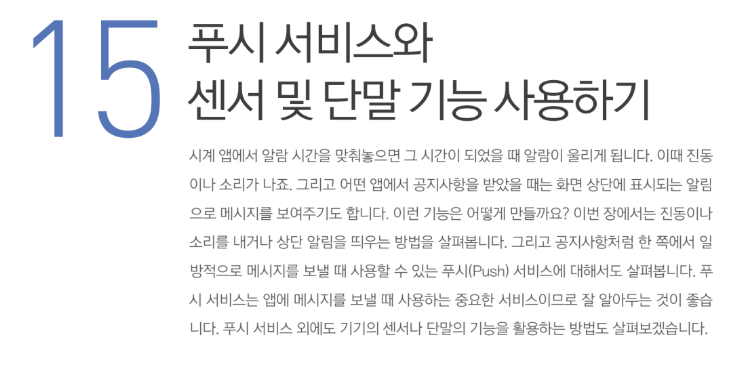 15
푸시 서비스와
센서 및 단말 기능 사용하기
시계 앱에서 알람 시간을 맞춰놓으면 그 시간이 되었을 때 알람이 울리게 됩니다. 이때 진동
이나 소리가 나죠. 그리고 어떤 앱에서 공지사항을 받았을 때는 화면 상단에 표시되는 알림
으로 메시지를 보여주기도 합니다. 이런 기능은 어떻게 만들까요? 이번 장에서는 진동이나
소리를 내거나 상단 알림을 띄우는 방법을 살펴봅니다. 그리고 공지사항처럼 한 쪽에서 일
방적으로 메시지를 보낼 때 사용할 수 있는 푸시(Push) 서비스에 대해서도 살펴봅니다. 푸
시 서비스는 앱에 메시지를 보낼 때 사용하는 중요한 서비스이므로 잘 알아두는 것이 좋습
니다. 푸시 서비스 외에도 기기의 센서나 단말의 기능을 활용하는 방법도 살펴보겠습니다.